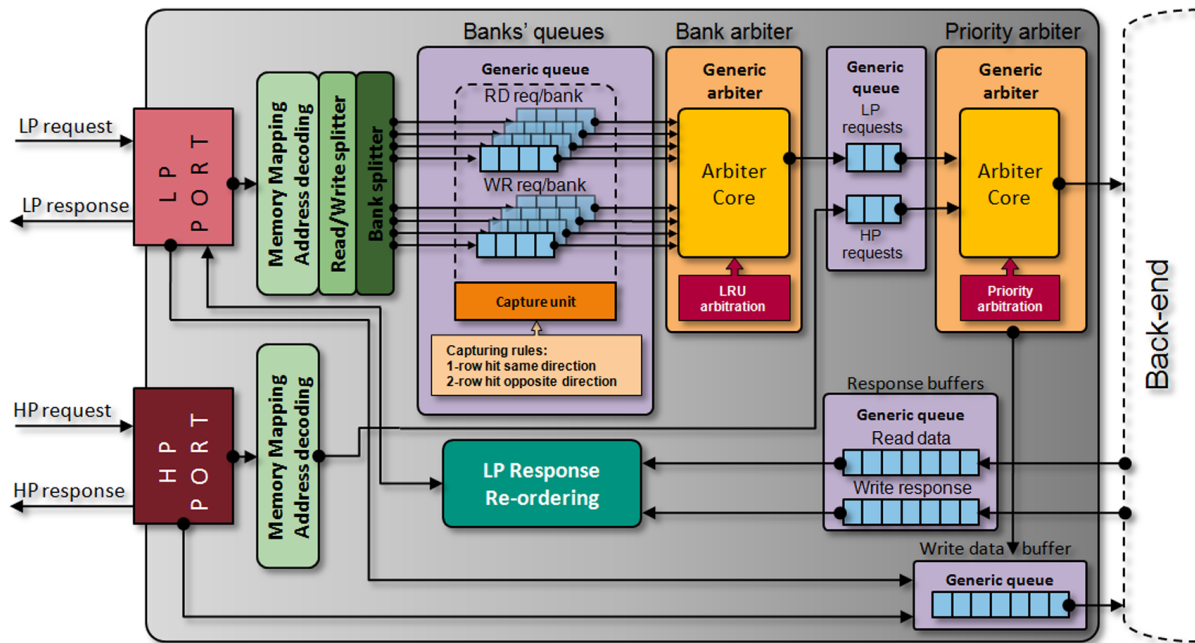 Banks' queues
Bank arbiter
Priority arbiter
Generic queue
Generic
arbiter
Generic
queue
Generic
arbiter
RD req/bank
LP
requests
LP request
LP response
LP
PORT
Memory Mapping
Address decoding
Read/Write splitter
Bank splitter
WR req/bank
Arbiter
Core
HP
requests
Arbiter
Core
Capture unit
LRU
arbitration
Priority
arbitration
Capturing rules:
1-row hit same direction
2-row hit opposite direction
Back-end
HP request
HP response
HP
PORT
Memory Mapping
Address decoding
LP Response
Re-ordering
Response buffers
Generic queue
Read data
Write response
Write data buffer
Generic queue